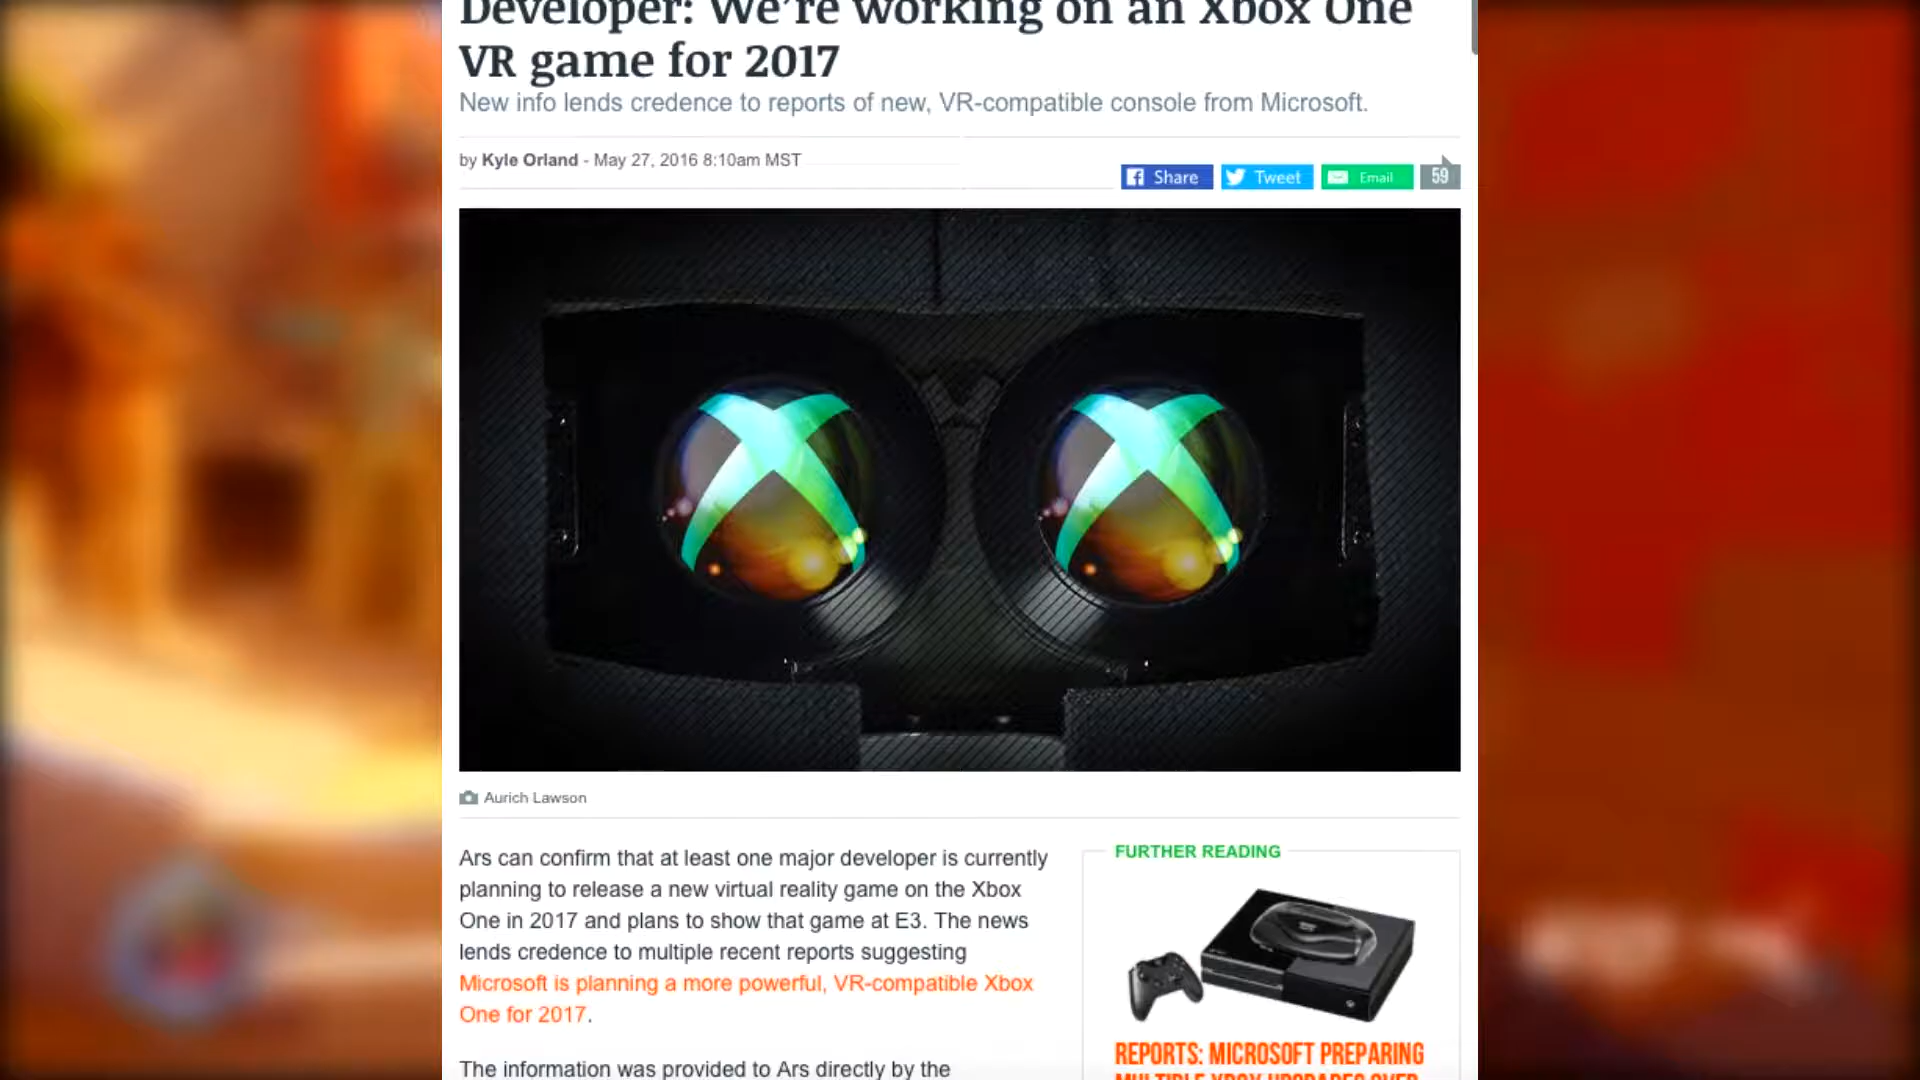 Developer: We're working on an Xbox One
VR game for 2017
New info lends credence to reports of new, VR-compatible console from Microsoft.
by Kyle Orland - May 27, 2016 8:10am MST
Share Tweet Email 59
Aurich Lawson
Ars can confirm that at least one major developer is currently
planning to release a new virtual reality game on the Xbox
One in 2017 and plans to show that game at E3. The news
lends credence to multiple recent reports suggesting
Microsoft is planning a more powerful, VR-compatible Xbox
One for 2017.
The information was provided to Ars directly by the
FURTHER READING
REPORTS: MICROSOFT PREPARING
MULTIPLE XBOX UPGRADES OVER